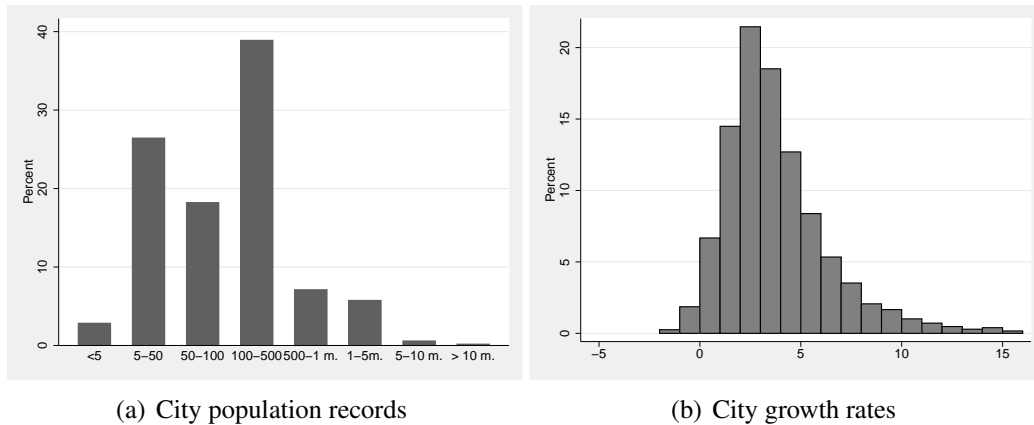 40
30
Percent
20
10
0
<5 5–50 50–100 100–500 500–1 m. 1–5m. 5–10 m. > 10 m.
(a) City population records
20
15
Percent
10
5
0
−5 0 5 10 15
(b) City growth rates